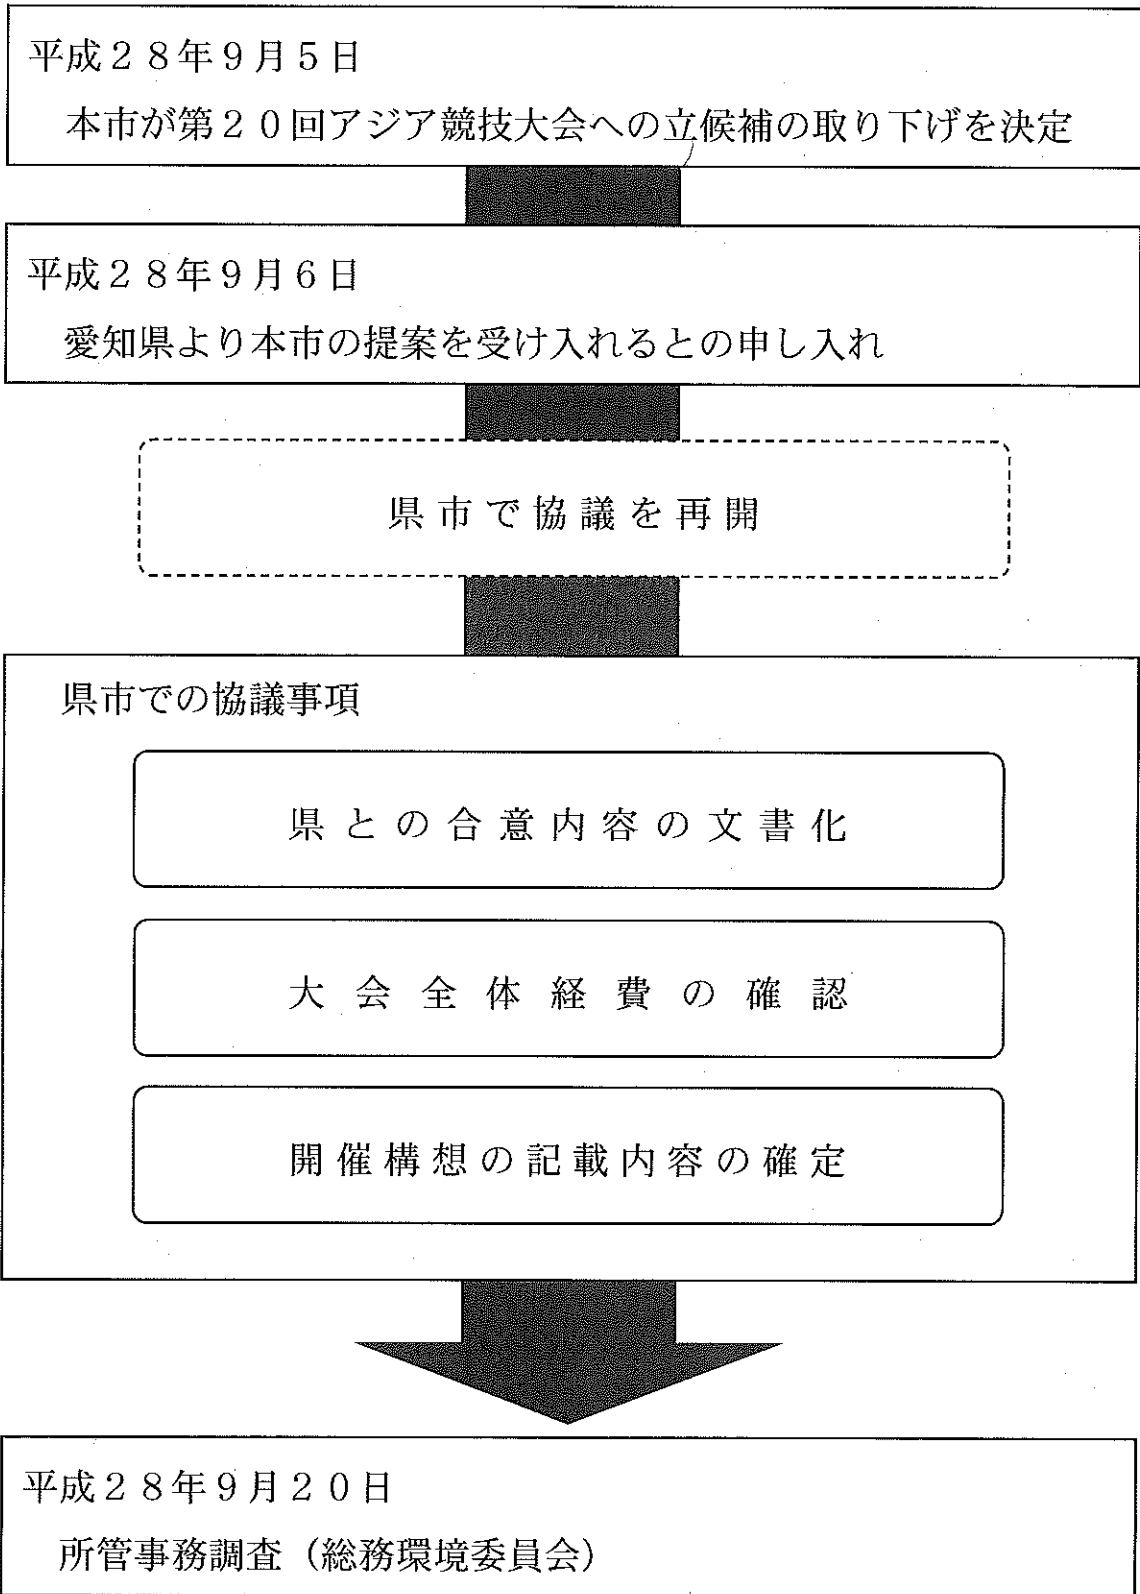 平成２８年９月５日
本市が第２０回アジア競技大会への立候補の取り下げを決定
平成２８年９月６日
愛知県より本市の提案を受け入れるとの申し入れ
県市で協議を再開
県市での協議事項
県との合意内容の文書化
大会全体経費の確認
開催構想の記載内容の確定
平成２８年９月２０日
所管事務調査（総務環境委員会）